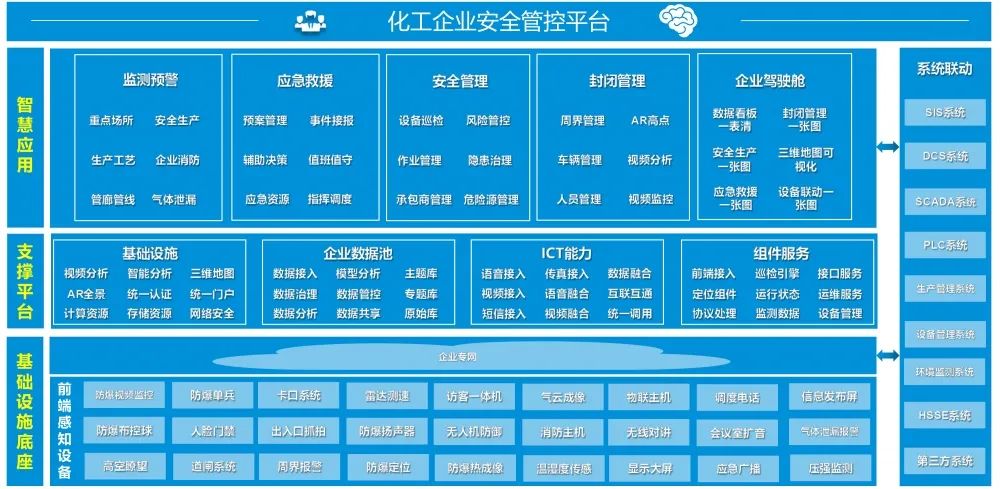 化工企业安全管控平台
智慧应用
监测预警
重点场所 安全生产
生产工艺 企业消防
管廊管线 气体泄漏
应急救援
预案管理 事件接报
辅助决策 值班值守
应急资源 指挥调度
安全管理
设备巡检 风险管控
作业管理 隐患治理
承包商管理 危险源管理
封闭管理
周界管理 AR高点
车辆管理 视频分析
人员管理 视频监控
企业驾驶舱
数据看板
一表清
封闭管理
一张图
安全生产
一张图
三维地图可
视化
应急救援
一张图
设备联动一
张图
支撑平台
基础设施
视频分析 智能分析 三维地图
AR全景 统一认证 统一门户
计算资源 存储资源 网络安全
企业数据池
数据接入 模型分析 主题库
数据治理 数据管控 专题库
数据分析 数据共享 原始库
ICT能力
语音接入 传真接入 数据融合
视频接入 语音融合 互联互通
短信接入 视频融合 统一调用
组件服务
前端接入 巡检引擎 接口服务
定位组件 运行状态 运维服务
协议处理 监测数据 设备管理
基础设施底座
企业专网
前端感知设备
防爆视频监控 防爆单兵 卡口系统 雷达测速 访客一体机 气云成像 物联主机 调度电话 信息发布屏
防爆布控球 人脸门禁 出入口抓拍 防爆扬声器 无人机防御 消防主机 无线对讲 会议室扩音 气体泄漏报警
高空瞭望 道闸系统 周界报警 防爆定位 防爆热成像 温湿度传感 显示大屏 应急广播 压强监测
系统联动
SIS系统
DCS系统
SCADA系统
PLC系统
生产管理系统
设备管理系统
环境监测系统
HSSE系统
第三方系统